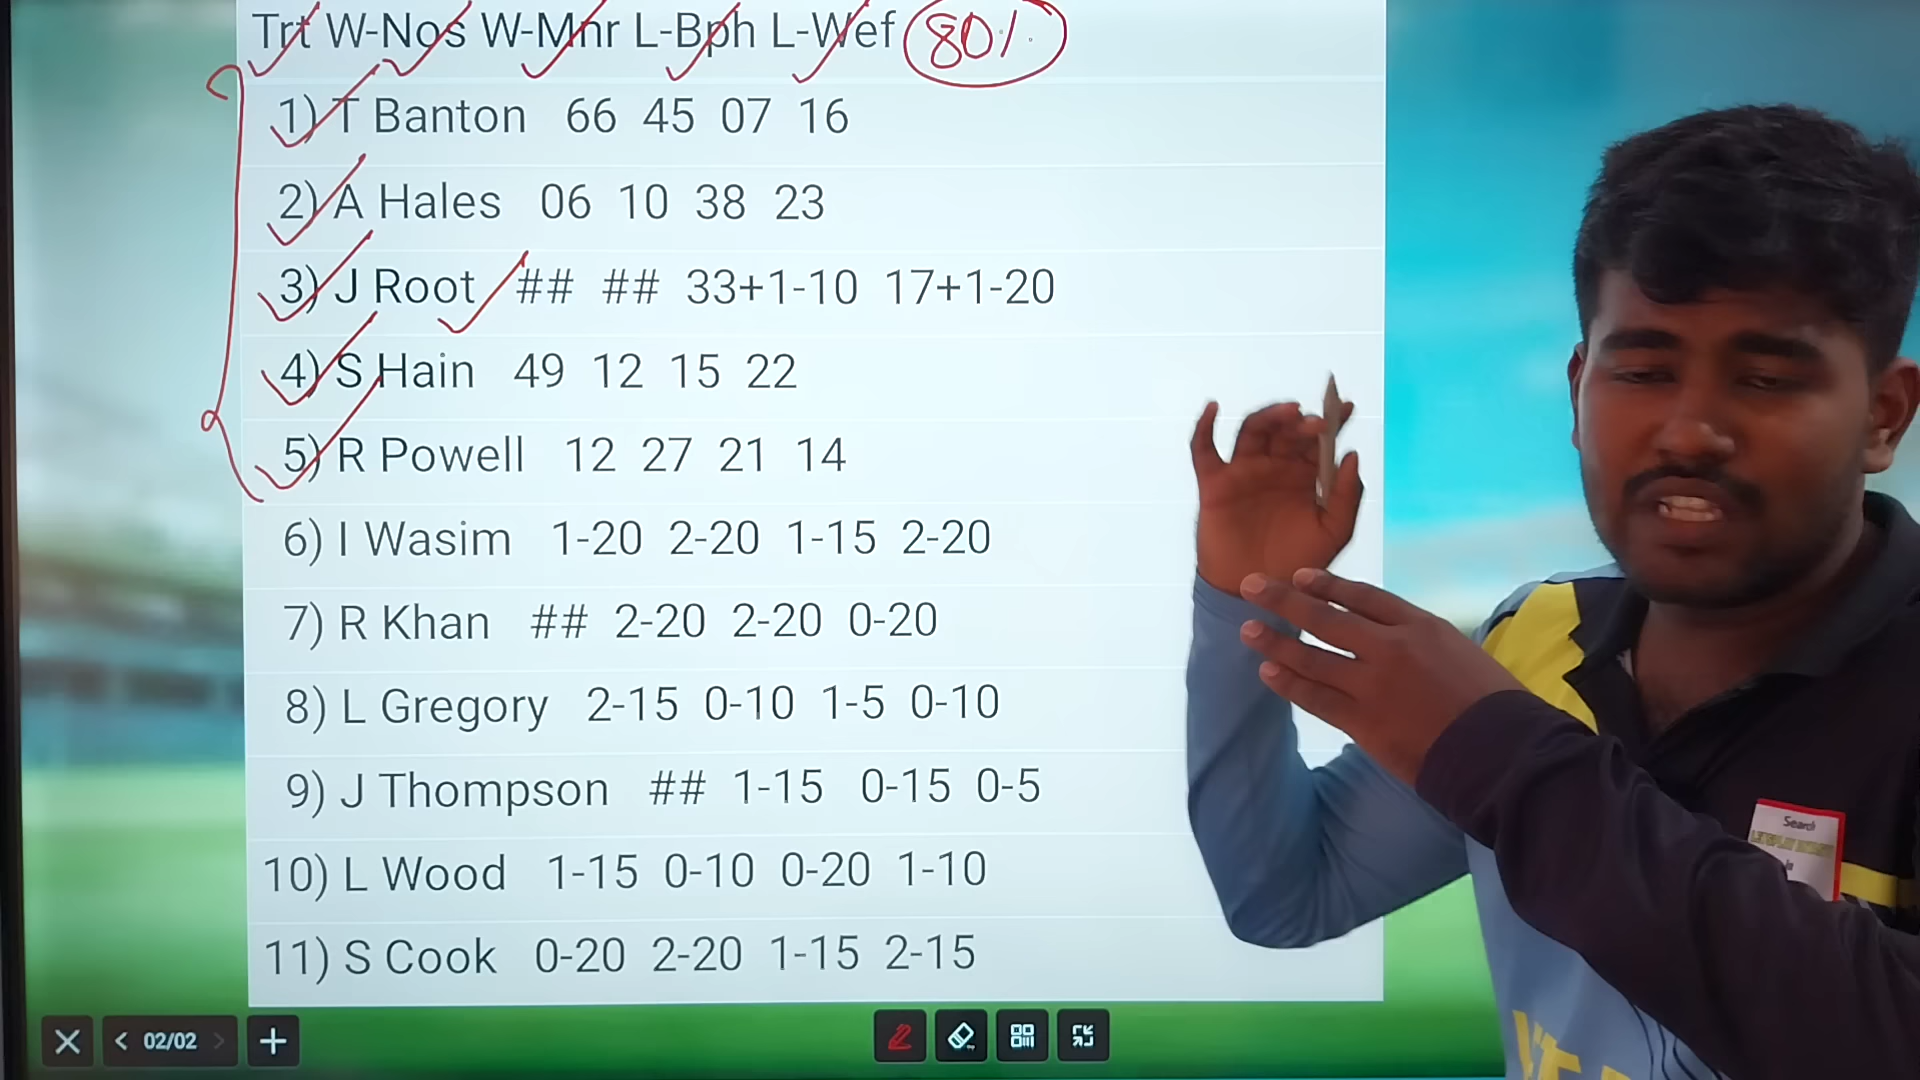 Trt W-Nos W-Mnr L-Bph L-Wef 80%
1) T Banton 66 45 07 16
2) A Hales 06 10 38 23
3) J Root ## ## 33+1-10 17+1-20
4) S Hain 49 12 15 22
5) R Powell 12 27 21 14
6) I Wasim 1-20 2-20 1-15 2-20
7) R Khan ## 2-20 2-20 0-20
8) L Gregory 2-15 0-10 1-5 0-10
9) J Thompson ## 1-15 0-15 0-5
10) L Wood 1-15 0-10 0-20 1-10
11) S Cook 0-20 2-20 1-15 2-15
02/02
Search